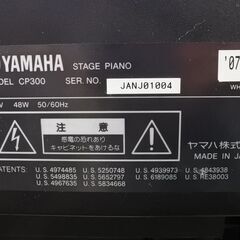 YAMAHA STAGE PIANO '07
DEL CP300 SER NO. JANJ01004
48W 50/60Hz
注意
感電の恐れあり
キャビネットをあけるな
ヤマハ株
MADE IN JA
U.S. 4974485 U.S. 5250748 U.S. 4939973 U.S. 4843938
U.S. 5498835 U.S. 5652797 U.S. 6189085 U.S. RE38003
U.S. 4967635 U.S. 5834668